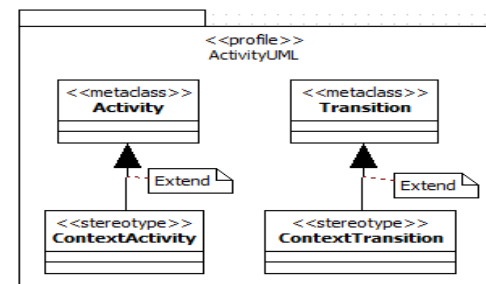 <<profile>>
ActivityUML
<<metaclass>>
Activity
<<metaclass>>
Transition
Extend
Extend
<<stereotype>>
ContextActivity
<<stereotype>>
ContextTransition